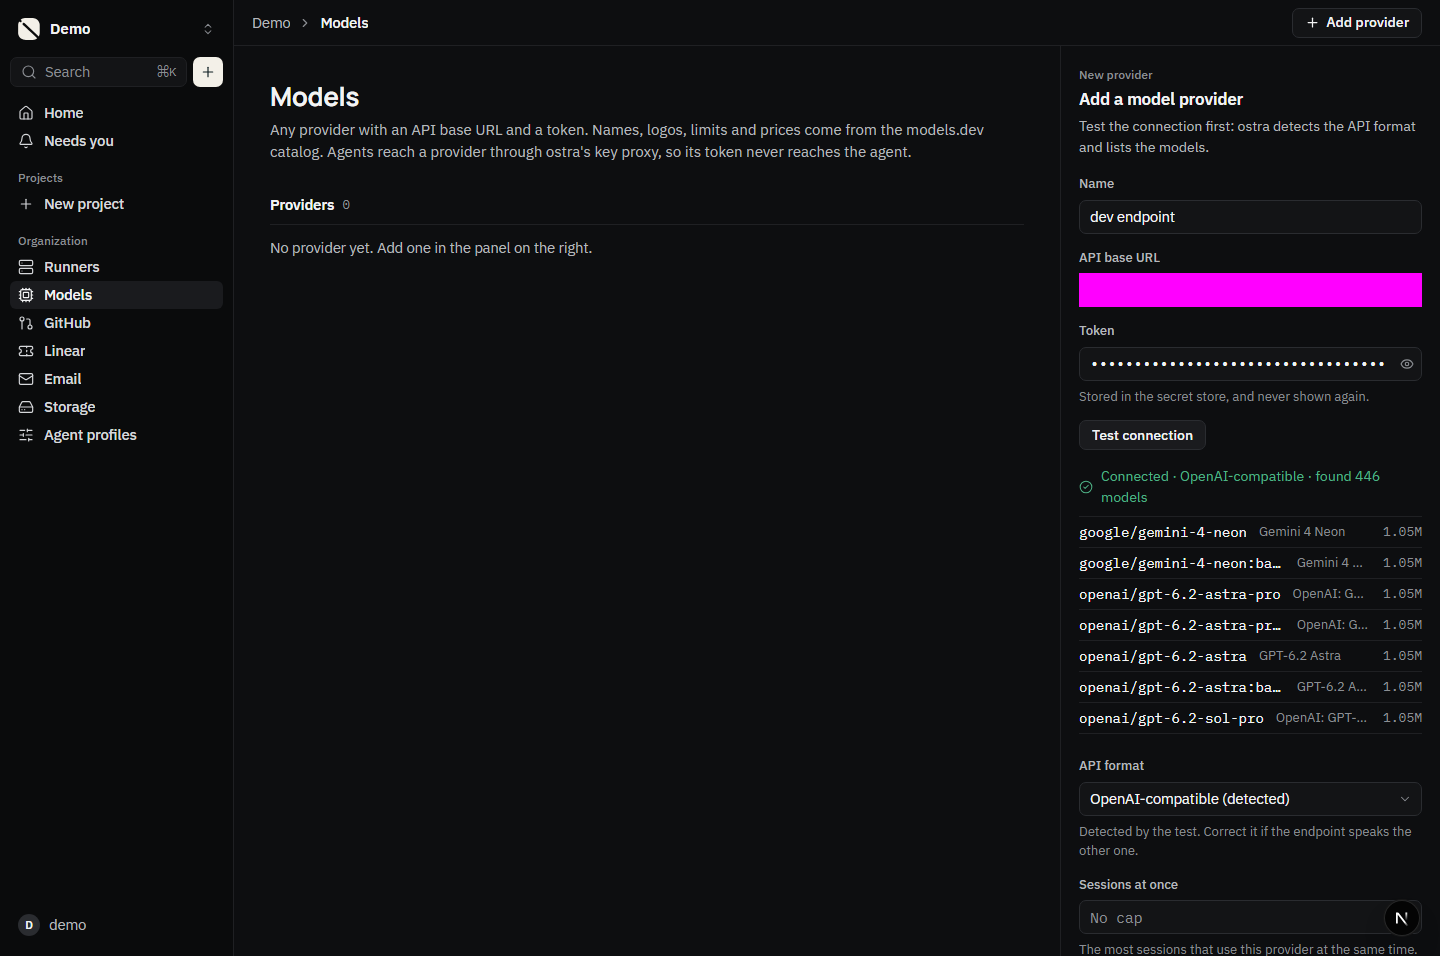 Demo
Search ⌘K
Home
Needs you
Projects
New project
Organization
Runners
Models
GitHub
Linear
Email
Storage
Agent profiles
D demo
Demo > Models
Add provider
Models
Any provider with an API base URL and a token. Names, logos, limits and prices come from the models.dev
catalog. Agents reach a provider through ostra's key proxy, so its token never reaches the agent.
Providers 0
No provider yet. Add one in the panel on the right.
New provider
Add a model provider
Test the connection first: ostra detects the API format
and lists the models.
Name
dev endpoint
API base URL
Token
••••••••••••••••••••••••••••••••••
Stored in the secret store, and never shown again.
Test connection
Connected · OpenAI-compatible · found 446
models
google/gemini-4-neon Gemini 4 Neon 1.05M
google/gemini-4-neon:ba… Gemini 4 … 1.05M
openai/gpt-6.2-astra-pro OpenAI: G… 1.05M
openai/gpt-6.2-astra-pr… OpenAI: G… 1.05M
openai/gpt-6.2-astra GPT-6.2 Astra 1.05M
openai/gpt-6.2-astra:ba… GPT-6.2 A… 1.05M
openai/gpt-6.2-sol-pro OpenAI: GPT-… 1.05M
API format
OpenAI-compatible (detected)
Detected by the test. Correct it if the endpoint speaks the
other one.
Sessions at once
No cap
N
The most sessions that use this provider at the same time.